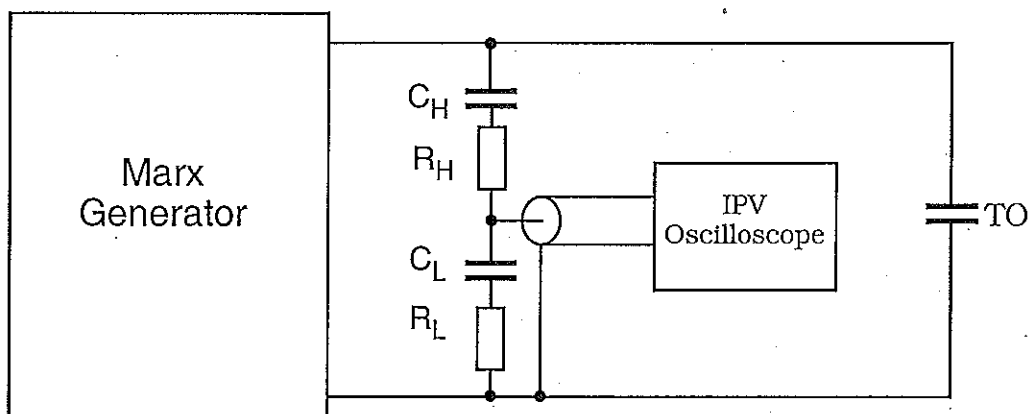 Marx
Generator
C_H
R_H
C_L
R_L
IPV
Oscilloscope
TO